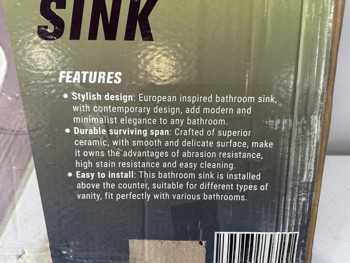 SINK
FEATURES
• Stylish design: European inspired bathroom sink,
with contemporary design, add modern and
minimalist elegance to any bathroom.
• Durable surviving span: Crafted of superior
ceramic, with smooth and delicate surface, make
it owns the advantages of abrasion resistance,
high stain resistance and easy cleaning.
• Easy to install: This bathroom sink is installed
above the counter, suitable for different types of
vanity, fit perfectly with various bathrooms.